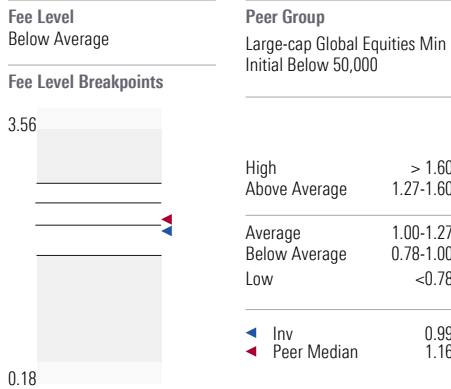 Fee Level
Below Average
Fee Level Breakpoints
3.56
0.18
Peer Group
Large-cap Global Equities Min
Initial Below 50,000
High > 1.60
Above Average 1.27-1.60
Average 1.00-1.27
Below Average 0.78-1.00
Low <0.78
Inv 0.99
Peer Median 1.16